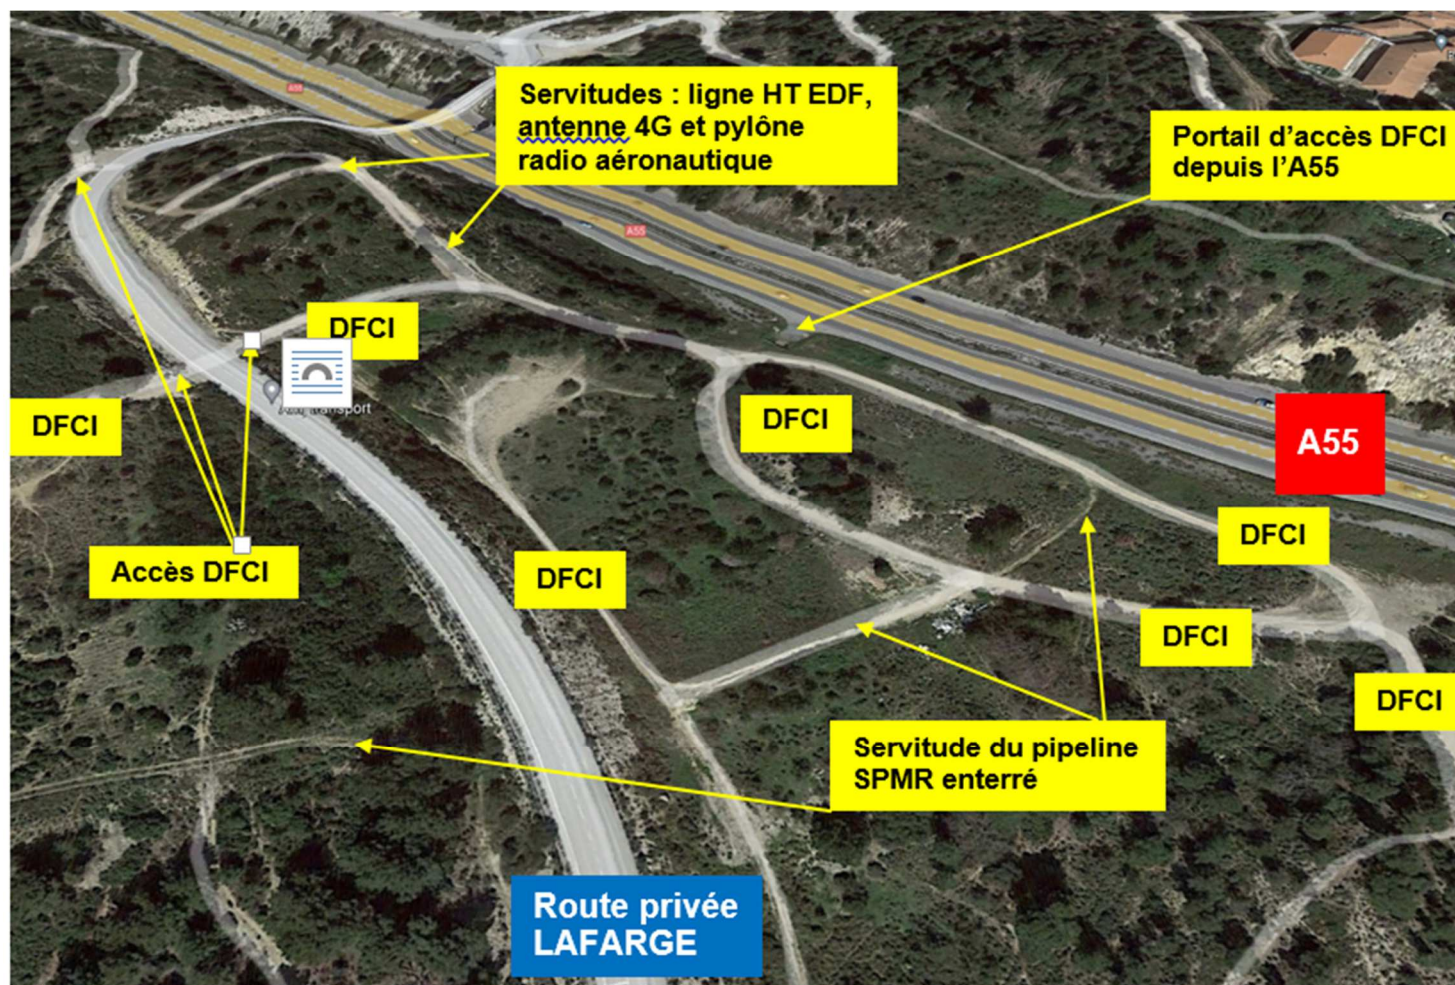 A55
Servitudes : ligne HT EDF,
antenne 4G et pylône
radio aéronautique
Portail d'accès DFCI
depuis l'A55
A55
DFCI
DFCI
DFCI
A55
DFCI
DFCI
Accès DFCI
DFCI
DFCI
Servitude du pipeline
SPMR enterré
Route privée
LAFARGE